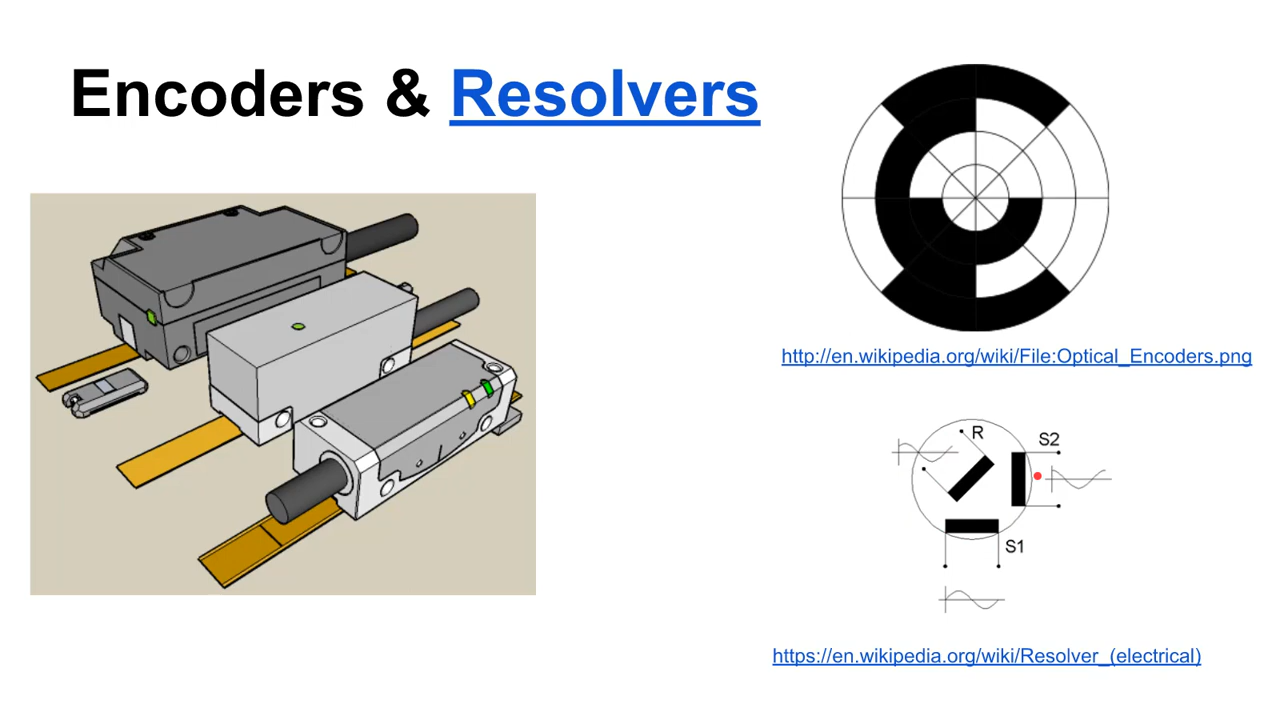 Encoders & Resolvers
http://en.wikipedia.org/wiki/File:Optical_Encoders.png
R
S2
S1
https://en.wikipedia.org/wiki/Resolver_(electrical)